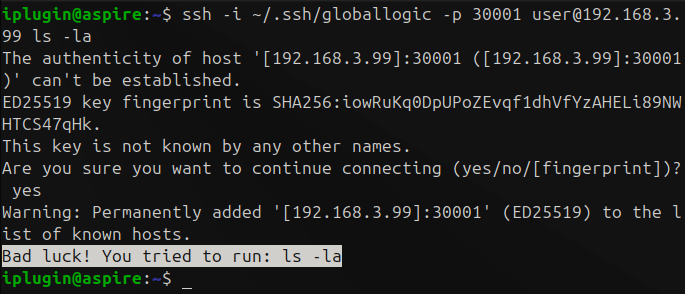 iplugin@aspire:~$ ssh -i ~/.ssh/globallogic -p 30001 user@192.168.3.
99 ls -la
The authenticity of host '[192.168.3.99]:30001 ([192.168.3.99]:30001
)' can't be established.
ED25519 key fingerprint is SHA256:iowRuKq0DpUPoZEvqf1dhVfYzAHELi89NW
HTCS47qHk.
This key is not known by any other names.
Are you sure you want to continue connecting (yes/no/[fingerprint])?
 yes
Warning: Permanently added '[192.168.3.99]:30001' (ED25519) to the l
ist of known hosts.
Bad luck! You tried to run: ls -la
iplugin@aspire:~$ _